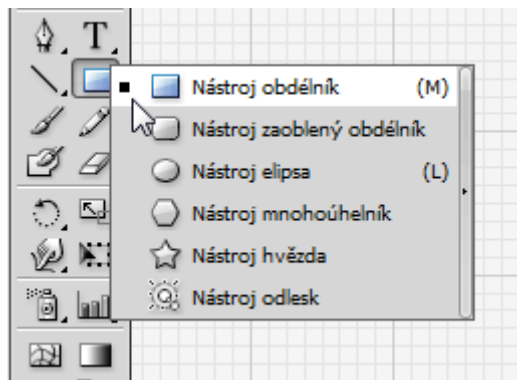 T
Nástroj obdélník (M)
Nástroj zaoblený obdélník
Nástroj elipsa (L)
Nástroj mnohoúhelník
Nástroj hvězda
Nástroj odlesk